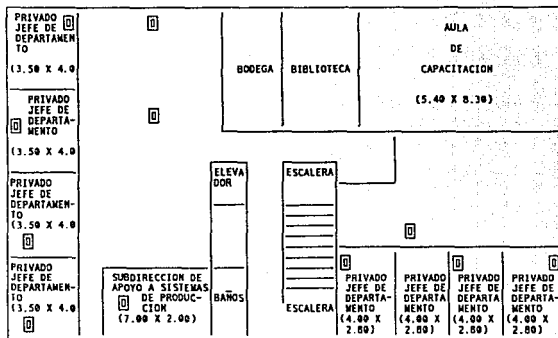 PRIVADO
JEFE DE
DEPARTAMEN
TO
(3.50 X 4.0
PRIVADO
JEFE DE
DEPARTA-
MENTO
(3.50 X 4.0
PRIVADO
JEFE DE
DEPARTAMEN-
TO
(3.50 X 4.0
PRIVADO
JEFE DE
DEPARTAMEN-
TO
(3.50 X 4.0
BODEGA
BIBLIOTECA
AULA
DE
CAPACITACION
(5.40 X 8.30)
ELEVA
DOR
BAÑOS
ESCALERA
ESCALERA
SUBDIRECCION DE
APOYO A SISTEMAS
DE PRODUC-
CION
(7.00 X 2.00)
PRIVADO
JEFE DE
DEPARTA-
MENTO
(4.00 X
2.80)
PRIVADO
JEFE DE
DEPARTA-
MENTO
(4.00 X
2.80)
PRIVADO
JEFE DE
DEPARTA
MENTO
(4.00 X
2.80)
PRIVADO
JEFE DE
DEPARTA-
MENTO
(4.00 X
2.80)